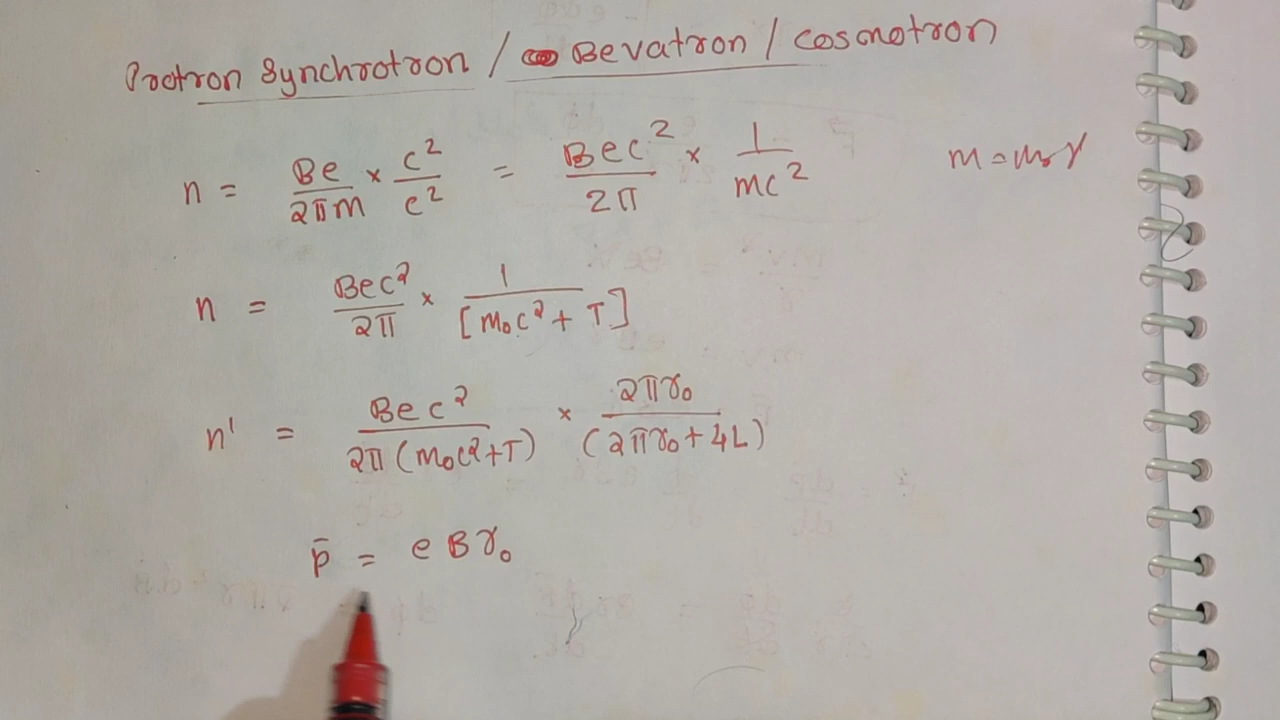 Protron Synchrotron / Bevatron / Cosmotron
n = Be/2πm × c²/c² = Bec²/2π × 1/mc² m = m₀γ
n = Bec²/2π × 1/[m₀c² + T]
n' = Bec²/2π(m₀c²+T) × 2πr₀/(2πr₀+4L)
p̄ = eBr₀